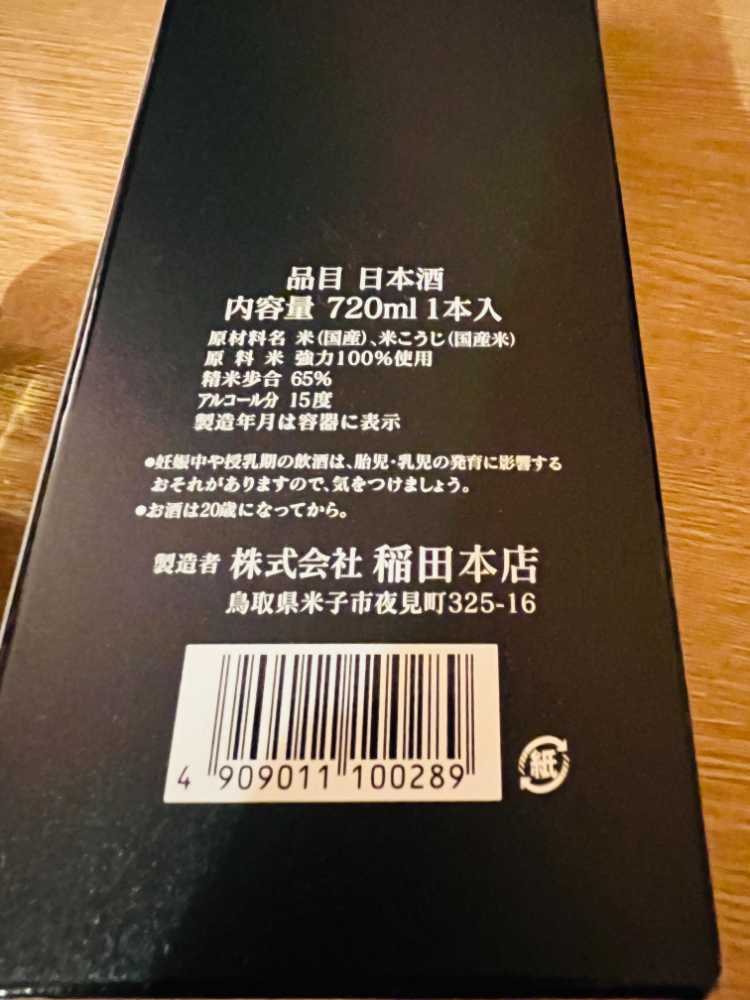 品目 日本酒
内容量 720ml 1本入
原材料名 米(国産)、米こうじ(国産米)
原料米 強力100%使用
精米歩合 65%
アルコール分 15度
製造年月は容器に表示
●妊娠中や授乳期の飲酒は、胎児・乳児の発育に影響する
おそれがありますので、気をつけましょう。
●お酒は20歳になってから。
製造者 株式会社 稲田本店
鳥取県米子市夜見町325-16
4 909011 100289
紙